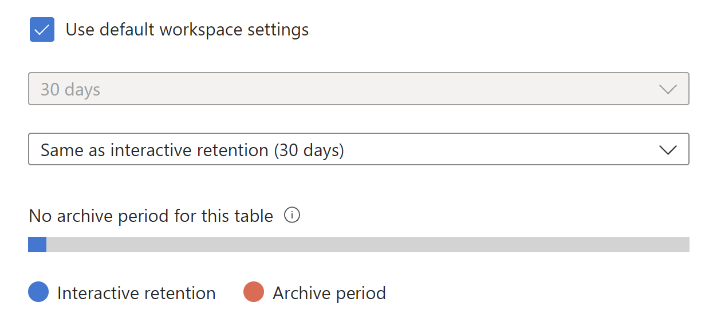 Use default workspace settings
30 days
Same as interactive retention (30 days)
No archive period for this table
Interactive retention Archive period